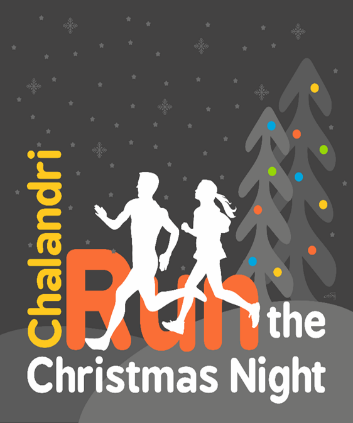 Chalandri
Run
the
Christmas Night